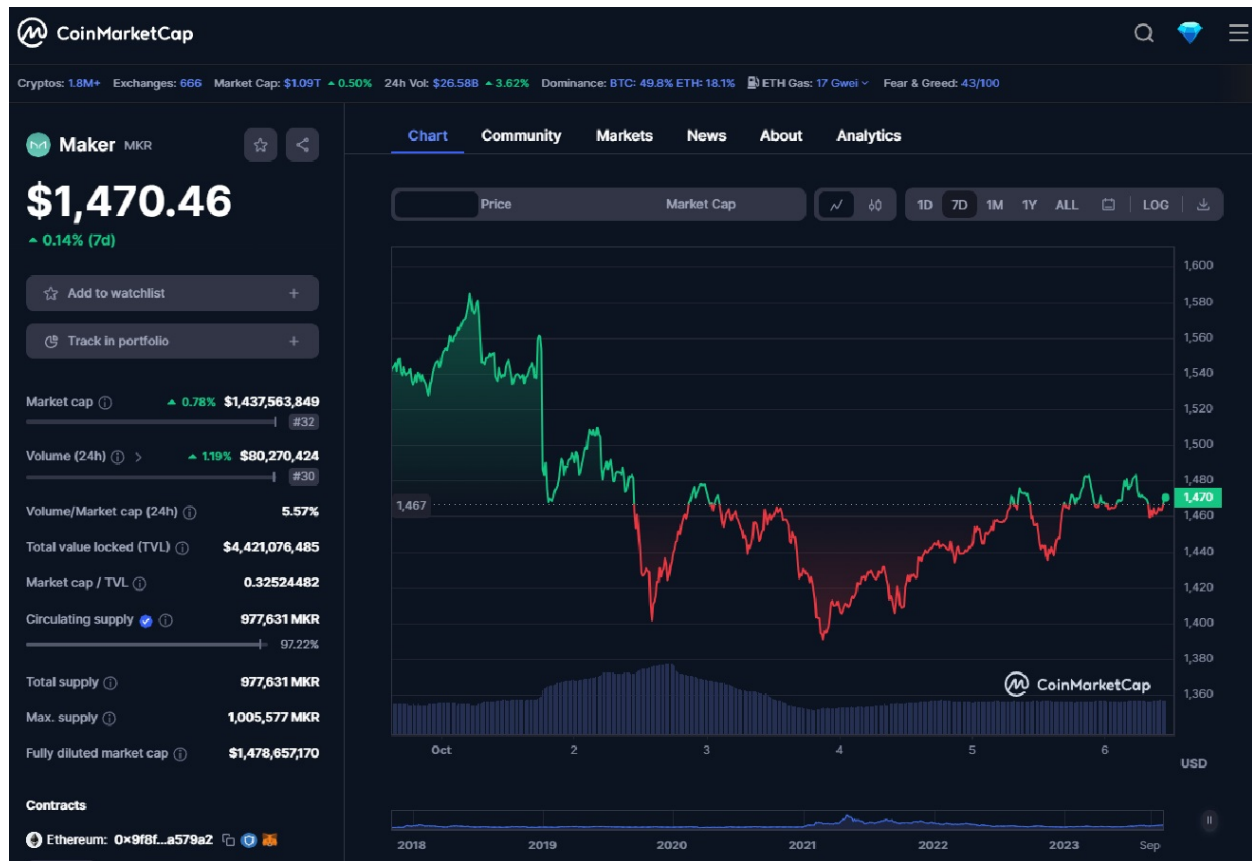 CoinMarketCap
Cryptos: 1.8M+ Exchanges: 666 Market Cap: $1.09T 0.50% 24h Vol: $26.58B 3.62% Dominance: BTC: 49.8% ETH: 18.1% ETH Gas: 17 Gwei Fear & Greed: 43/100
Maker MKR
$1,470.46
0.14% (7d)
Add to watchlist +
Track in portfolio +
Market cap 0.78% $1,437,563,849
#32
Volume (24h) 1.19% $80,270,424
#30
Volume/Market cap (24h) 5.57%
Total value locked (TVL) $4,421,076,485
Market cap / TVL 0.32524482
Circulating supply 977,631 MKR
97.22%
Total supply 977,631 MKR
Max. supply 1,005,577 MKR
Fully diluted market cap $1,478,657,170
Contracts
Ethereum: 0x9f8f...a579a2
Chart Community Markets News About Analytics
Price Market Cap 1D 7D 1M 1Y ALL LOG
1,600
1,580
1,560
1,540
1,520
1,500
1,480
1,470
1,467
1,460
1,440
1,420
1,400
1,380
1,360
CoinMarketCap
Oct 2 3 4 5 6
USD
2018 2019 2020 2021 2022 2023 Sep